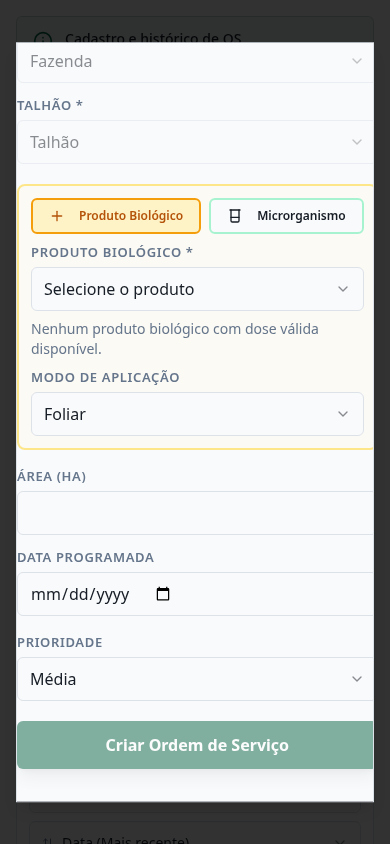 Cadastro e histórico de OS
Fazenda
TALHÃO *
Talhão
Produto Biológico
Microrganismo
PRODUTO BIOLÓGICO *
Selecione o produto
Nenhum produto biológico com dose válida
disponível.
MODO DE APLICAÇÃO
Foliar
ÁREA (HA)
DATA PROGRAMADA
mm/dd/yyyy
PRIORIDADE
Média
Criar Ordem de Serviço
Data (Mais recente)